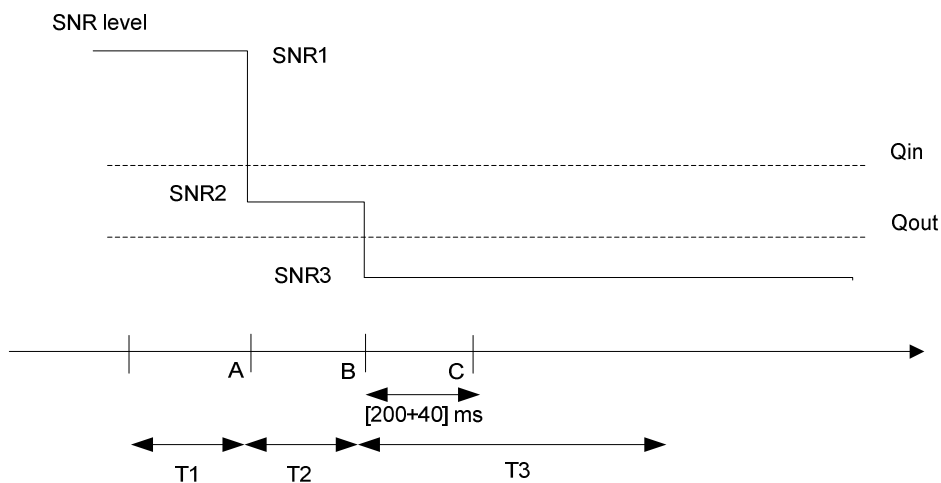 SNR level
SNR1
Qin
SNR2
Qout
SNR3
A B C
[200+40] ms
T1 T2 T3